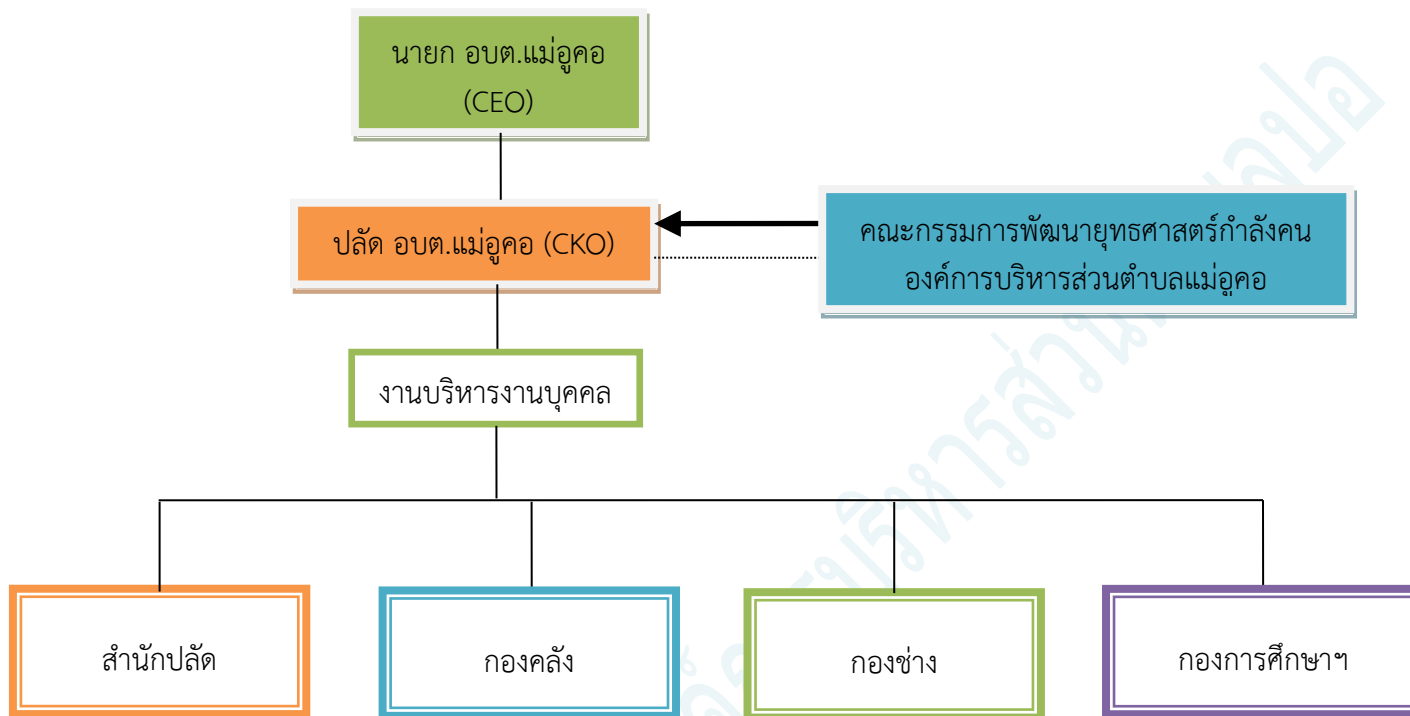 นายก อบต.แม่อูคอ
(CEO)
ปลัด อบต.แม่อูคอ (CKO)
คณะกรรมการพัฒนายุทธศาสตร์กำลังคน
องค์การบริหารส่วนตำบลแม่อูคอ
งานบริหารงานบุคคล
สำนักปลัด
กองคลัง
กองช่าง
กองการศึกษาฯ